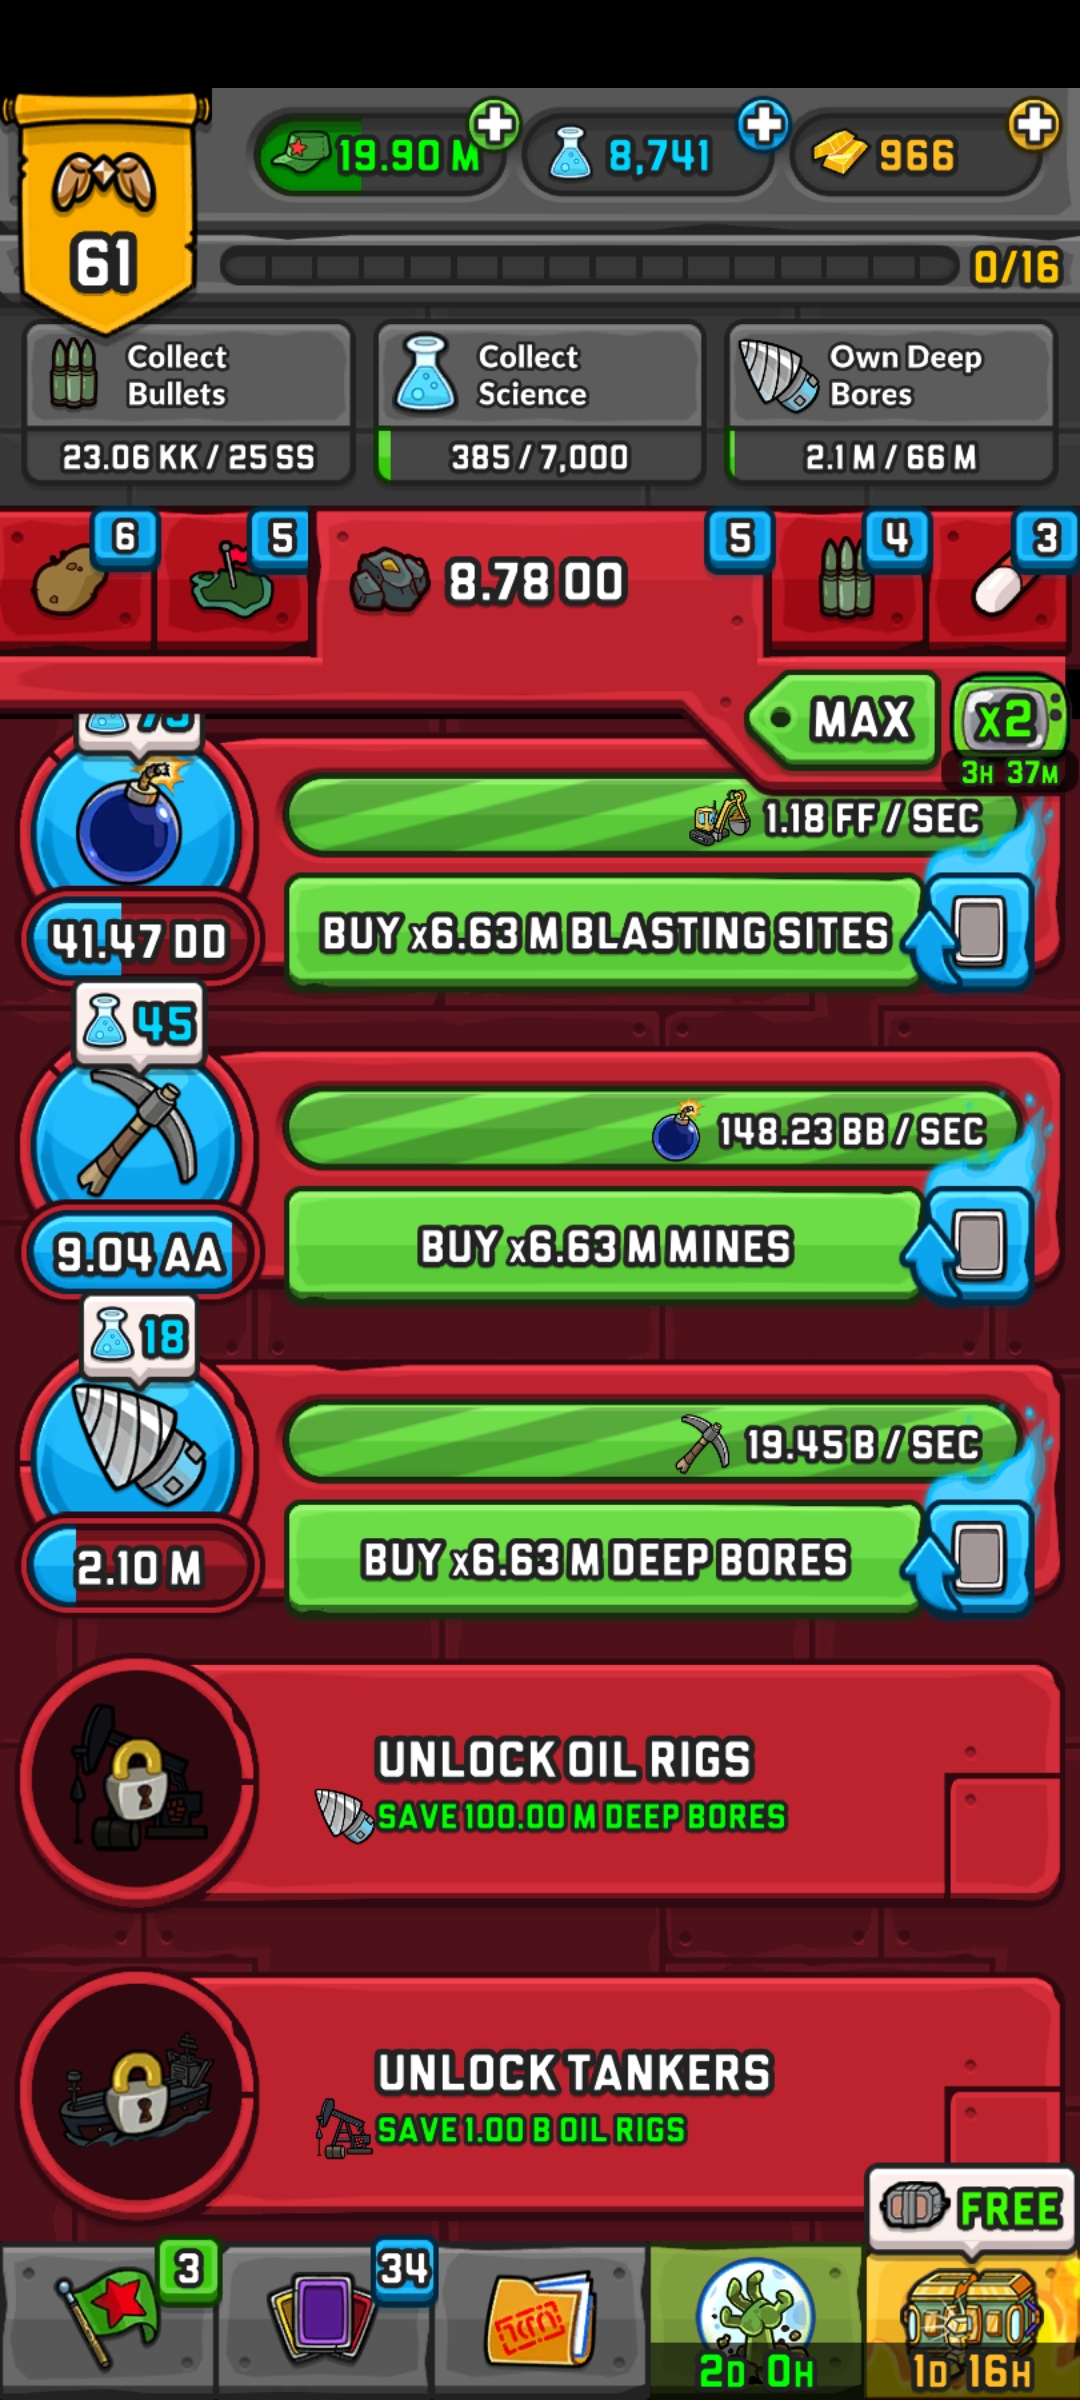 19.90 M
8,741
966
61
0/16
Collect
Bullets
23.06 KK / 25 SS
Collect
Science
385 / 7,000
Own Deep
Bores
2.1 M / 66 M
6
5
8.78 OO
5
4
3
MAX
x2
3H 37M
1.18 FF / SEC
BUY x6.63 M BLASTING SITES
41.47 DD
45
148.23 BB / SEC
BUY x6.63 M MINES
9.04 AA
18
19.45 B / SEC
BUY x6.63 M DEEP BORES
2.10 M
UNLOCK OIL RIGS
SAVE 100.00 M DEEP BORES
UNLOCK TANKERS
SAVE 1.00 B OIL RIGS
FREE
3
34
2D 0H
1D 16H